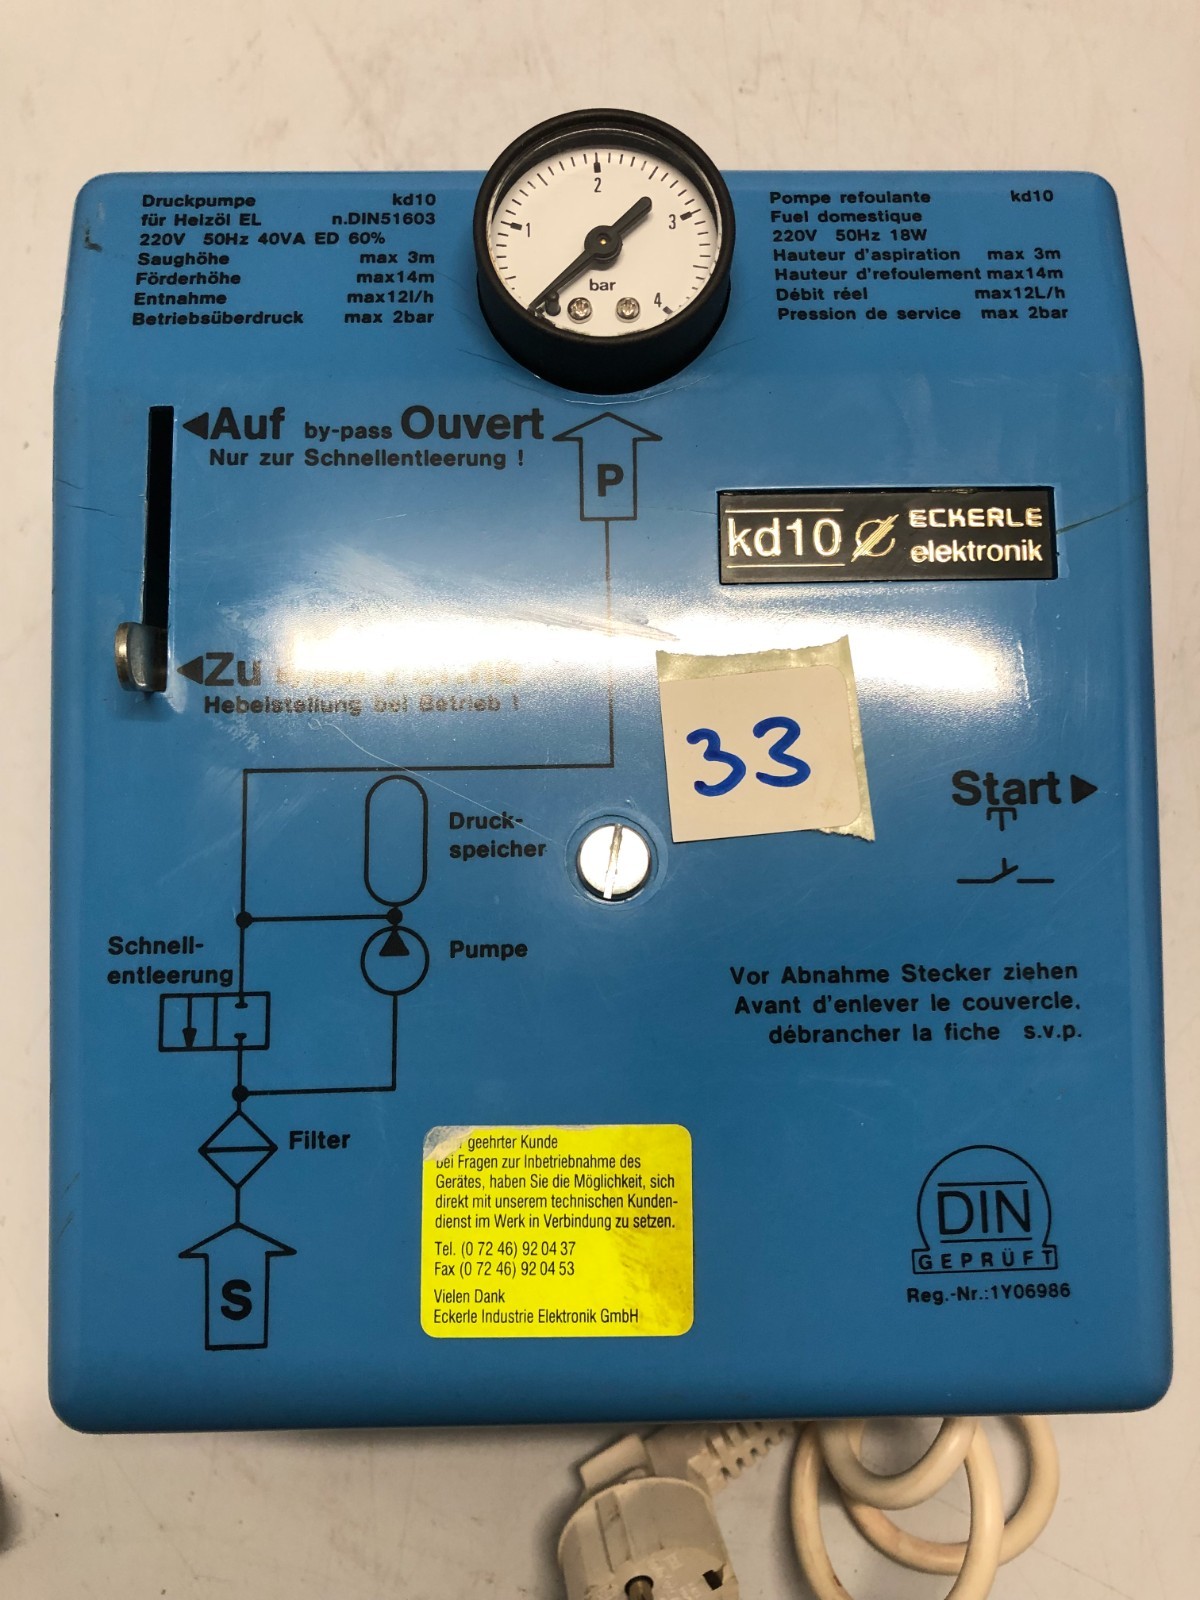 Druckpumpe kd10
für Heizöl EL n.DIN51603
220V 50Hz 40VA ED 60%
Saughöhe max 3m
Förderhöhe max14m
Entnahme max12l/h
Betriebsüberdruck max 2bar
1 2 3 4
bar
Pompe refoulante kd10
Fuel domestique
220V 50Hz 18W
Hauteur d'aspiration max 3m
Hauteur d'refoulement max14m
Débit réel max12L/h
Pression de service max 2bar
◀Auf by-pass Ouvert
Nur zur Schnellentleerung !
P
kd10 ECKERLE
elektronik
◀Zu
Hebelstellung bei Betrieb !
33
Start▶
Druck-
speicher
Schnell-
entleerung
Pumpe
Vor Abnahme Stecker ziehen
Avant d'enlever le couvercle,
débrancher la fiche s.v.p.
Filter
S
geehrter Kunde
bei Fragen zur Inbetriebnahme des
Gerätes, haben Sie die Möglichkeit, sich
direkt mit unserem technischen Kunden-
dienst im Werk in Verbindung zu setzen.
Tel. (0 72 46) 92 04 37
Fax (0 72 46) 92 04 53
Vielen Dank
Eckerle Industrie Elektronik GmbH
DIN
GEPRÜFT
Reg.-Nr.:1Y06986